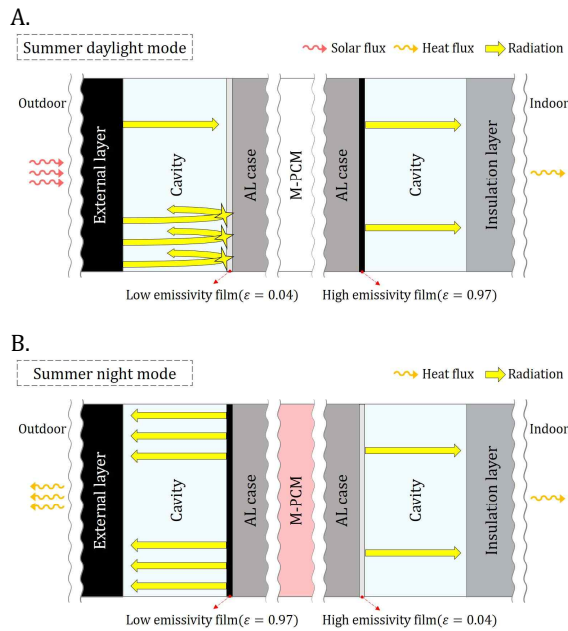 A.
Summer daylight mode
Solar flux Heat flux Radiation
Outdoor
External layer
Cavity
AL case
M-PCM
AL case
Cavity
Insulation layer
Indoor
Low emissivity film(ε = 0.04) High emissivity film(ε = 0.97)
B.
Summer night mode
Heat flux Radiation
Outdoor
External layer
Cavity
AL case
M-PCM
AL case
Cavity
Insulation layer
Indoor
Low emissivity film(ε = 0.97) High emissivity film(ε = 0.04)